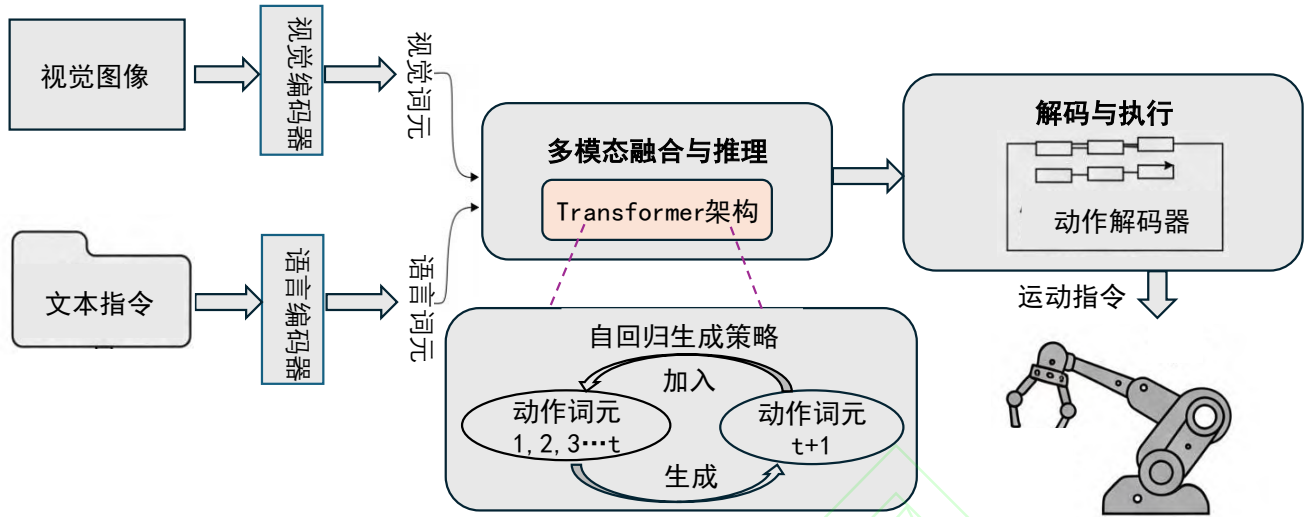 视觉图像
视觉编码器
视觉词元
文本指令
语言编码器
语言词元
多模态融合与推理
Transformer架构
自回归生成策略
加入
动作词元
1,2,3…t
动作词元
t+1
生成
解码与执行
动作解码器
运动指令